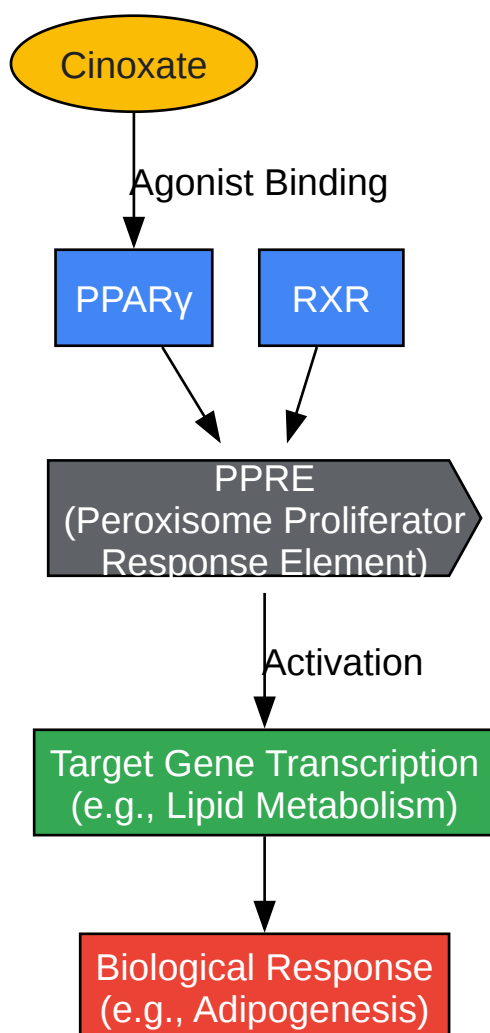 Cinoxate
Agonist Binding
PPARγ
RXR
PPRE
(Peroxisome Proliferator
Response Element)
Activation
Target Gene Transcription
(e.g., Lipid Metabolism)
Biological Response
(e.g., Adipogenesis)